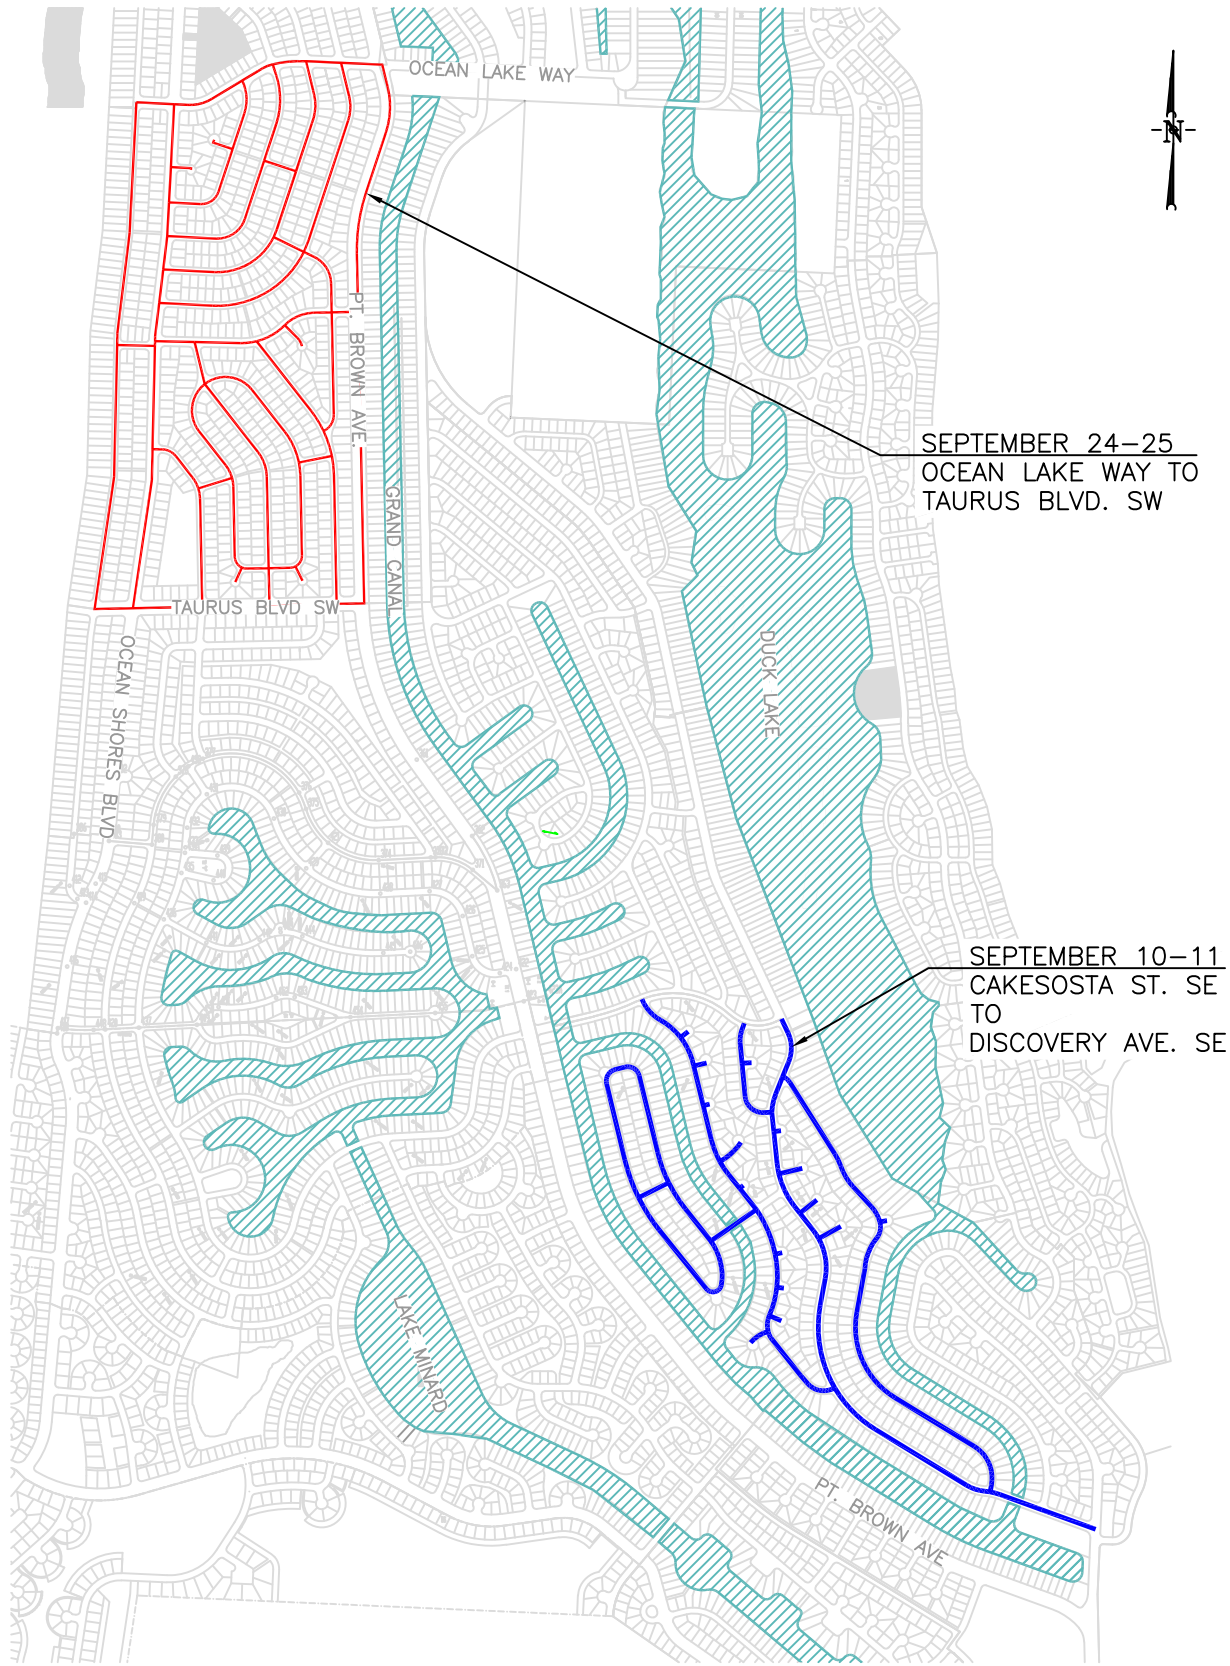 OCEAN LAKE WAY
N
PT. BROWN AVE.
SEPTEMBER 24-25
OCEAN LAKE WAY TO
TAURUS BLVD. SW
GRAND CANAL
TAURUS BLVD SW
OCEAN SHORES BLVD
DUCK LAKE
SEPTEMBER 10-11
CAKESOSTA ST. SE
TO
DISCOVERY AVE. SE
LAKE MINARD
PT. BROWN AVE